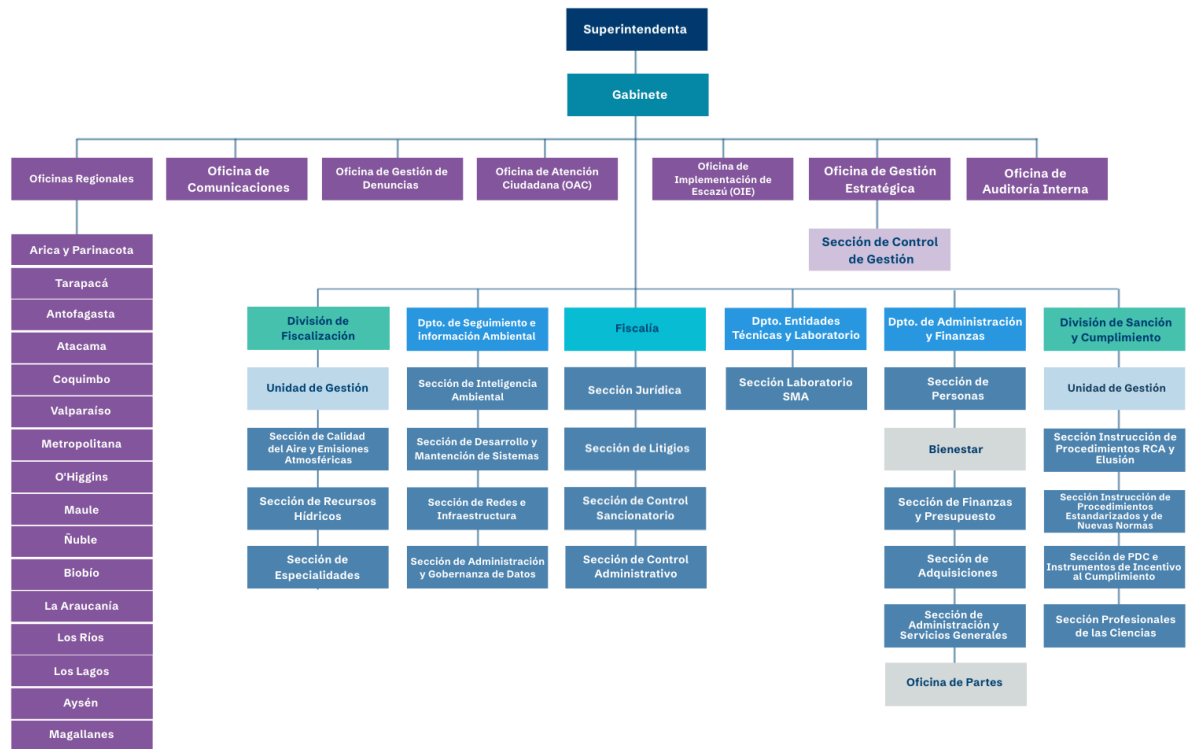 Superintendenta
Gabinete
Oficinas Regionales
Oficina de
Comunicaciones
Oficina de Gestión de
Denuncias
Oficina de Atención
Ciudadana (OAC)
Oficina de
Implementación de
Escazú (OIE)
Oficina de Gestión
Estratégica
Oficina de
Auditoría Interna
Sección de Control
de Gestión
Arica y Parinacota
Tarapacá
Antofagasta
Atacama
Coquimbo
Valparaíso
Metropolitana
O'Higgins
Maule
Ñuble
Biobío
La Araucanía
Los Ríos
Los Lagos
Aysén
Magallanes
División de
Fiscalización
Unidad de Gestión
Sección de Calidad
del Aire y Emisiones
Atmosféricas
Sección de Recursos
Hídricos
Sección de
Especialidades
Dpto. de Seguimiento e
información Ambiental
Sección de Inteligencia
Ambiental
Sección de Desarrollo y
Mantención de Sistemas
Sección de Redes e
Infraestructura
Sección de Administración
y Gobernanza de Datos
Fiscalía
Sección Jurídica
Sección de Litigios
Sección de Control
Sancionatorio
Sección de Control
Administrativo
Dpto. Entidades
Técnicas y Laboratorio
Sección Laboratorio
SMA
Dpto. de Administración
y Finanzas
Sección de
Personas
Bienestar
Sección de Finanzas
y Presupuesto
Sección de
Adquisiciones
Sección de
Administración y
Servicios Generales
Oficina de Partes
División de Sanción
y Cumplimiento
Unidad de Gestión
Sección Instrucción de
Procedimientos RCA y
Elusión
Sección Instrucción de
Procedimientos
Estandarizados y de
Nuevas Normas
Sección de PDC e
Instrumentos de Incentivo
al Cumplimiento
Sección Profesionales
de las Ciencias